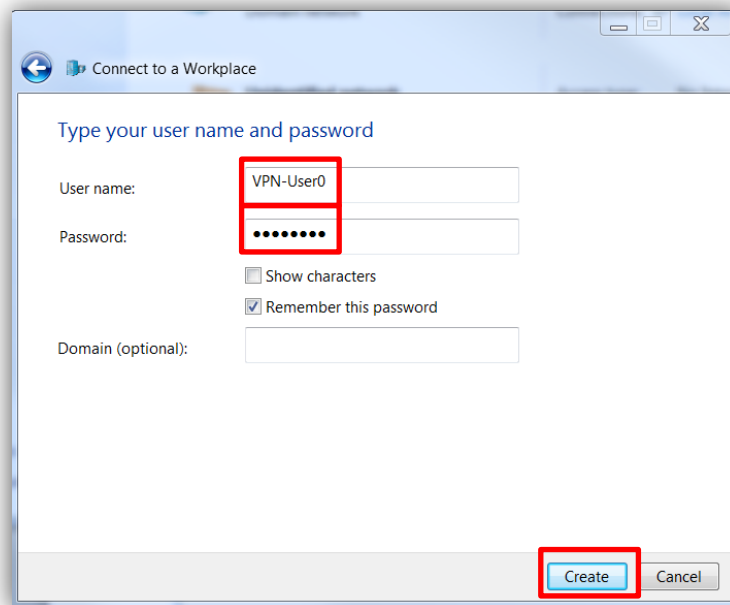 Connect to a Workplace
Type your user name and password
User name:
VPN-User0
Password:
••••••••
Show characters
Remember this password
Domain (optional):
Create
Cancel